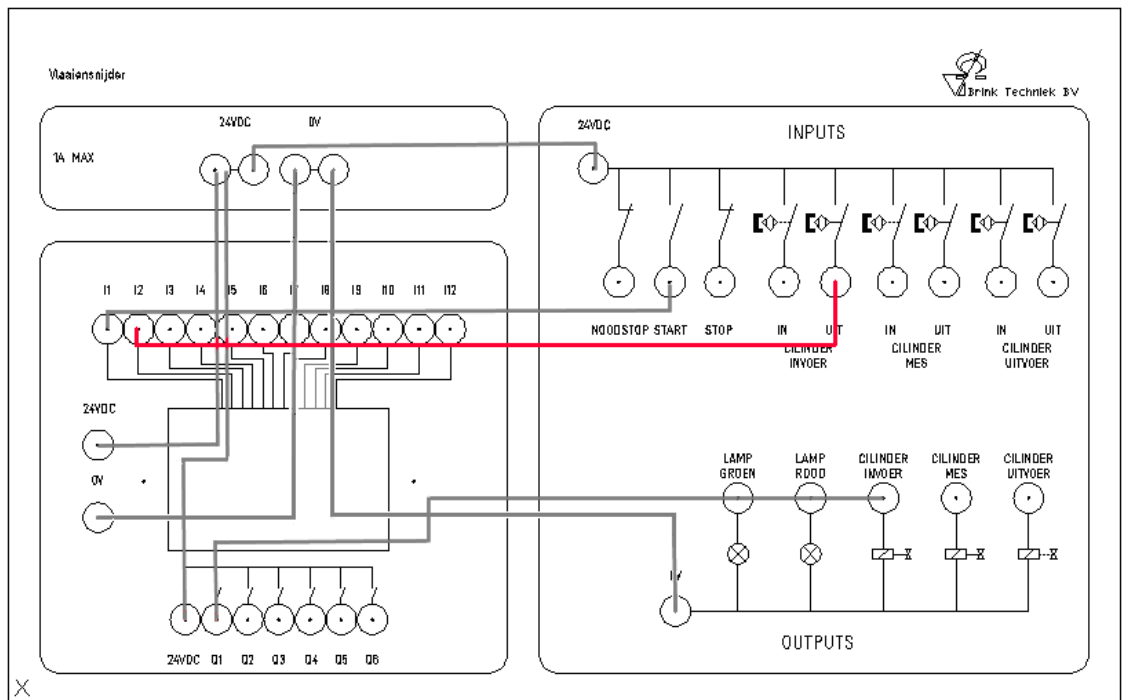 Vlaaiensnijder
Brink Techniek BV
24VDC 0V
1A MAX
24VDC
INPUTS
I1 I2 I3 I4 I5 I6 I7 I8 I9 I10 I11 I12
NOODSTOP START STOP IN UIT IN UIT IN UIT
CILINDER INVOER
CILINDER MES
CILINDER UITVOER
24VDC
0V
LAMP GROEN
LAMP ROOD
CILINDER INVOER
CILINDER MES
CILINDER UITVOER
0V
OUTPUTS
24VDC Q1 Q2 Q3 Q4 Q5 Q6
X